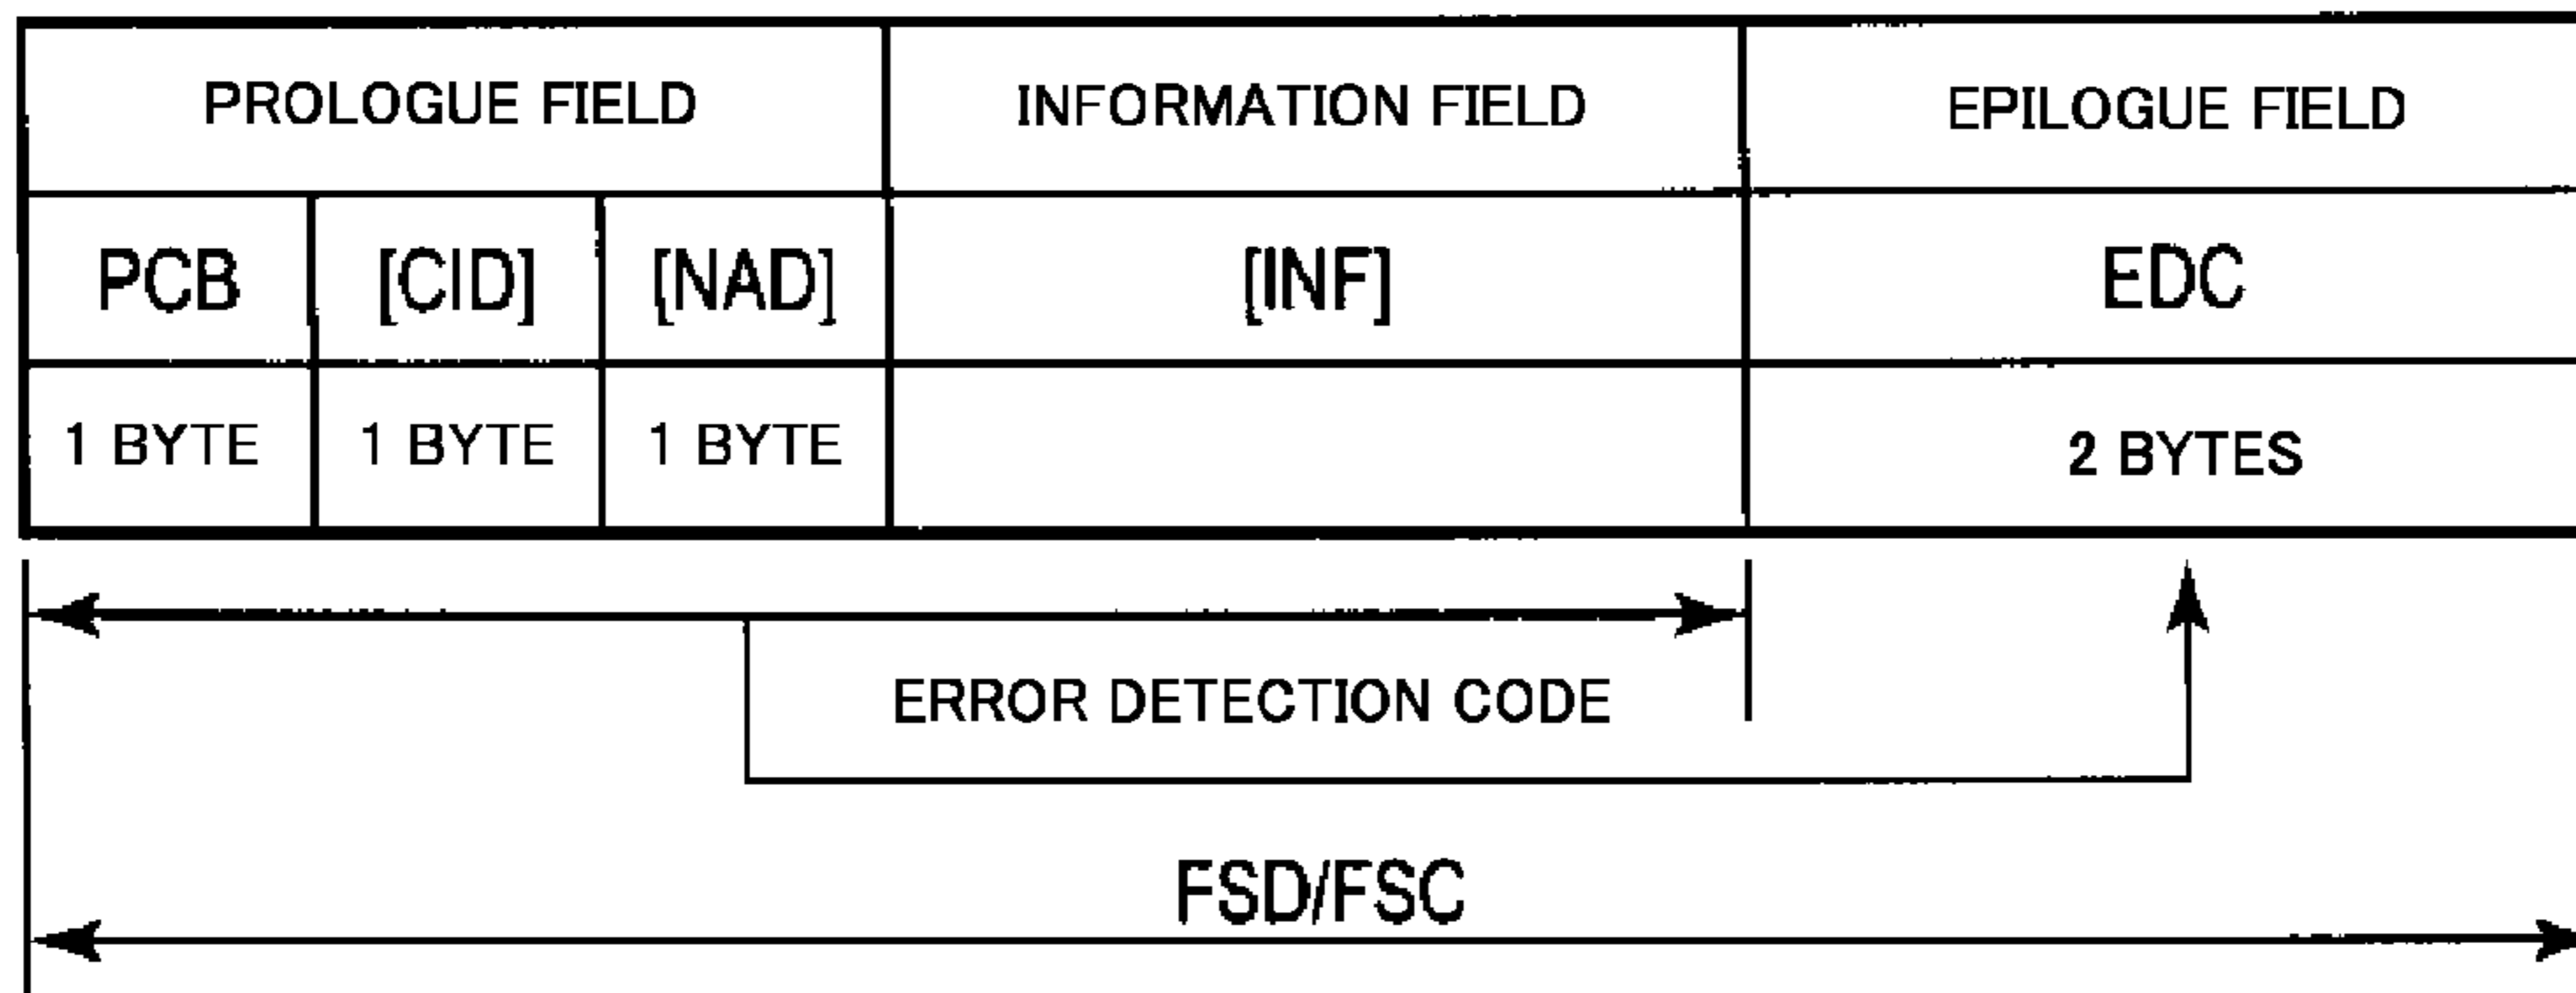 PROLOGUE FIELD INFORMATION FIELD EPILOGUE FIELD
PCB [CID] [NAD] [INF] EDC
1 BYTE 1 BYTE 1 BYTE 2 BYTES
ERROR DETECTION CODE
FSD/FSC